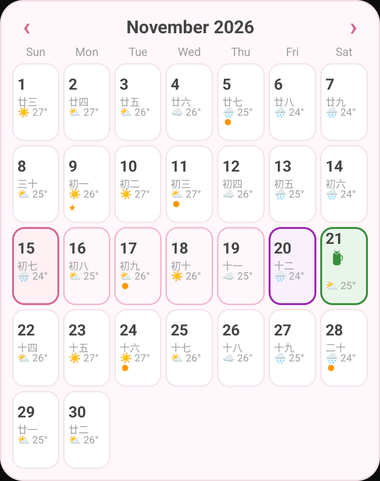 ‹ November 2026 ›
Sun Mon Tue Wed Thu Fri Sat
1 2 3 4 5 6 7
廿三 廿四 廿五 廿六 廿七 廿八 廿九
27° 27° 26° 26° 25° 24° 24°
8 9 10 11 12 13 14
三十 初一 初二 初三 初四 初五 初六
25° 26° 27° 27° 26° 25° 24°
15 16 17 18 19 20 21
初七 初八 初九 初十 十一 十二
24° 25° 26° 26° 25° 24° 25°
22 23 24 25 26 27 28
十四 十五 十六 十七 十八 十九 二十
26° 27° 27° 26° 26° 25° 24°
29 30
廿一 廿二
25° 26°